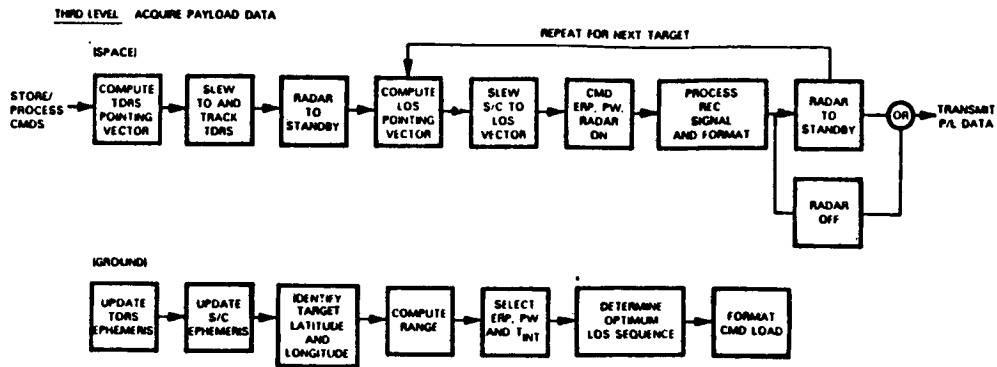 THIRD LEVEL ACQUIRE PAYLOAD DATA
REPEAT FOR NEXT TARGET
(SPACE)
STORE/
PROCESS
CMDS
COMPUTE
TDRS
POINTING
VECTOR
SLEW
TO AND
TRACK
TDRS
RADAR
TO
STANDBY
COMPUTE
LOS
POINTING
VECTOR
SLEW
S/C TO
LOS
VECTOR
CMD
ERP, PW,
RADAR
ON
PROCESS
REC
SIGNAL
AND FORMAT
RADAR
TO
STANDBY
OR
TRANSMIT
P/L DATA
RADAR
OFF
(GROUND)
UPDATE
TDRS
EPHEMERIS
UPDATE
S/C
EPHEMERIS
IDENTIFY
TARGET
LATITUDE
AND
LONGITUDE
COMPUTE
RANGE
SELECT
ERP, PW
AND TINT
DETERMINE
OPTIMUM
LOS SEQUENCE
FORMAT
CMD LOAD